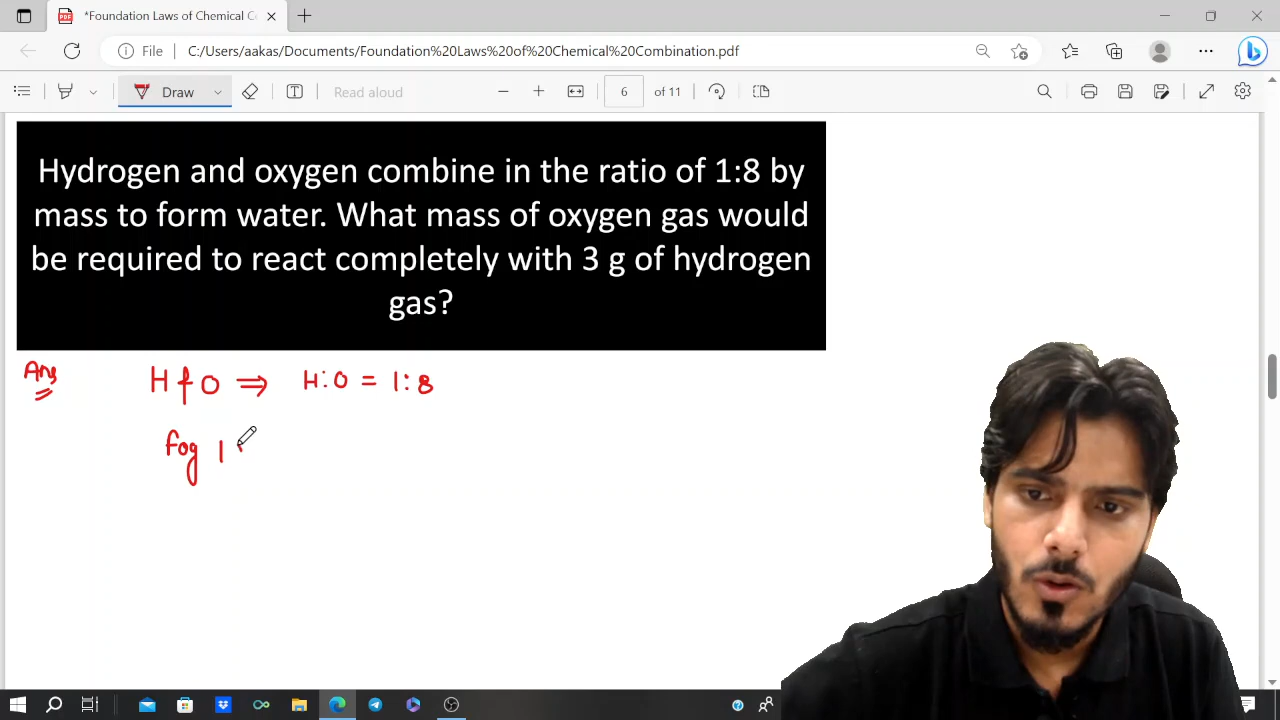 *Foundation Laws of Chemical Co
File
C:/Users/aakas/Documents/Foundation%20Laws%20of%20Chemical%20Combination.pdf
Draw
Read aloud
6
of 11
Hydrogen and oxygen combine in the ratio of 1:8 by
mass to form water. What mass of oxygen gas would
be required to react completely with 3 g of hydrogen
gas?
Ans
H & O ⇒ H:O = 1:8
for 1